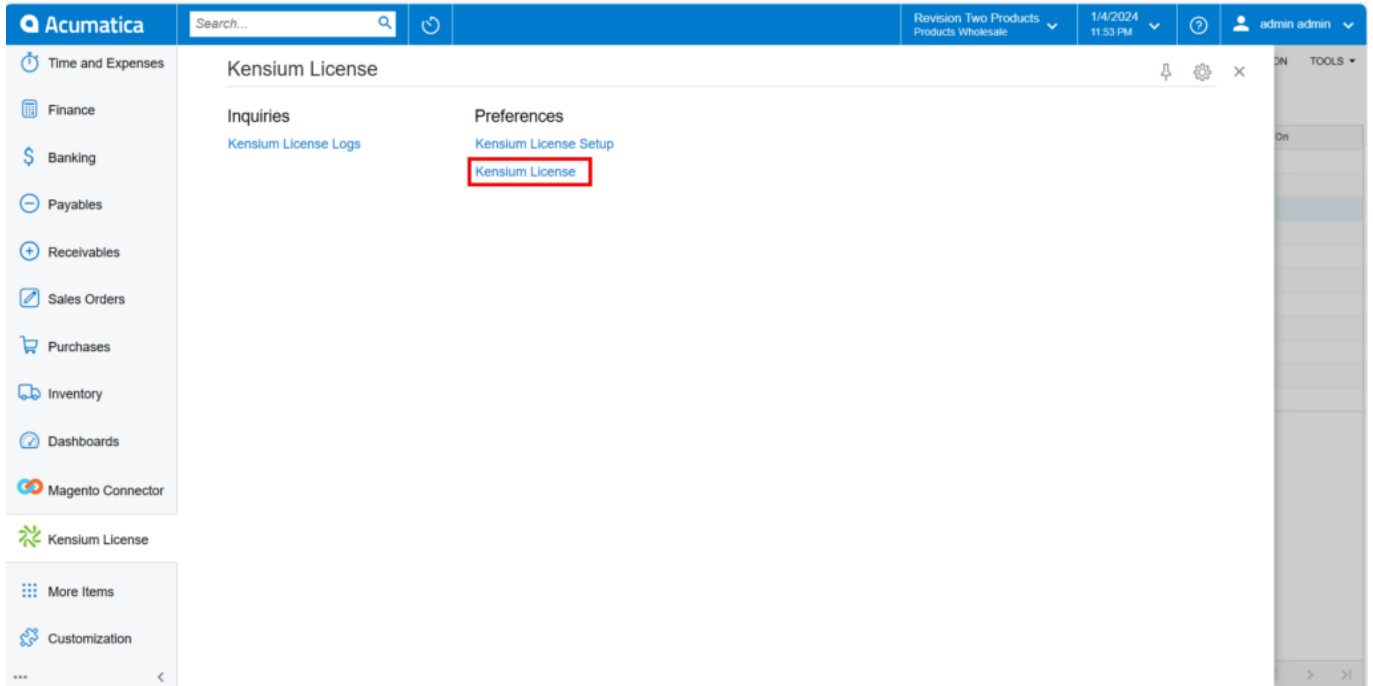 Acumatica
Search...
Revision Two Products
Products Wholesale
1/4/2024
11:53 PM
admin admin
Time and Expenses
Finance
Banking
Payables
Receivables
Sales Orders
Purchases
Inventory
Dashboards
Magento Connector
Kensium License
More Items
Customization
Kensium License
Inquiries
Kensium License Logs
Preferences
Kensium License Setup
Kensium License
ON TOOLS
On